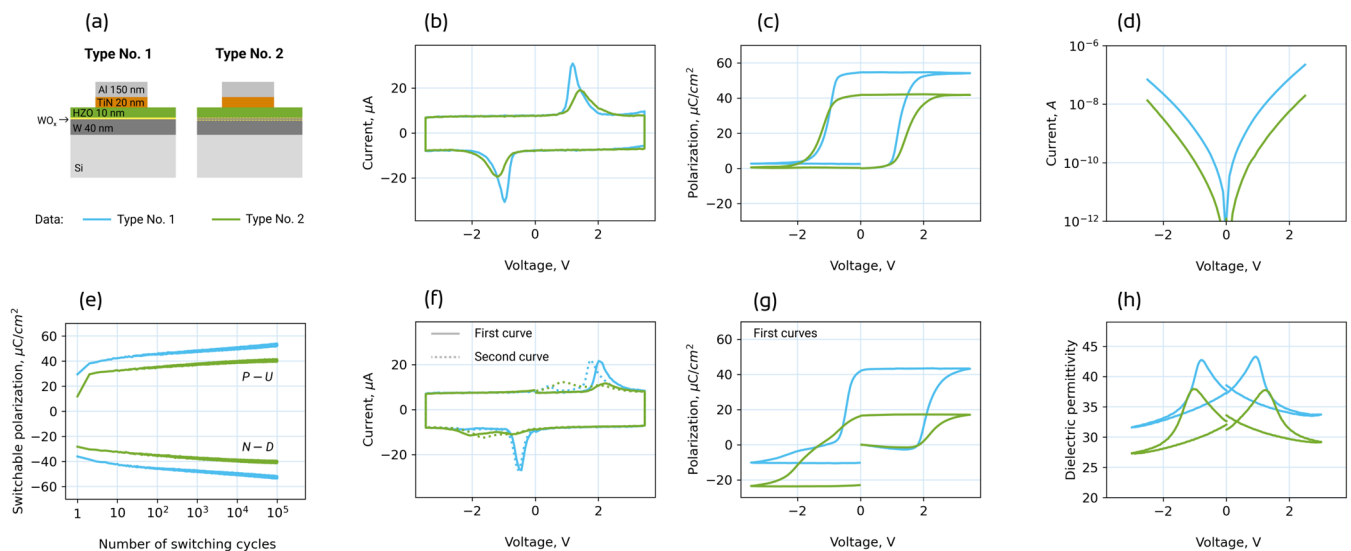 (a)
Type No. 1
Type No. 2
Al 150 nm
TiN 20 nm
HZO 10 nm
WOₓ
W 40 nm
Si
Data:
Type No. 1
Type No. 2
(b)
Current, μA
20
0
−20
−2
0
2
Voltage, V
(c)
Polarization, μC/cm²
60
40
20
0
−20
−2
0
2
Voltage, V
(d)
Current, A
10⁻⁶
10⁻⁸
10⁻¹⁰
10⁻¹²
−2
0
2
Voltage, V
(e)
Switchable polarization, μC/cm²
60
40
20
0
−20
−40
−60
P − U
N − D
1
10
10²
10³
10⁴
10⁵
Number of switching cycles
(f)
First curve
Second curve
Current, μA
20
0
−20
−2
0
2
Voltage, V
(g)
First curves
Polarization, μC/cm²
60
40
20
0
−20
−2
0
2
Voltage, V
(h)
Dielectric permittivity
45
40
35
30
25
20
−2
0
2
Voltage, V